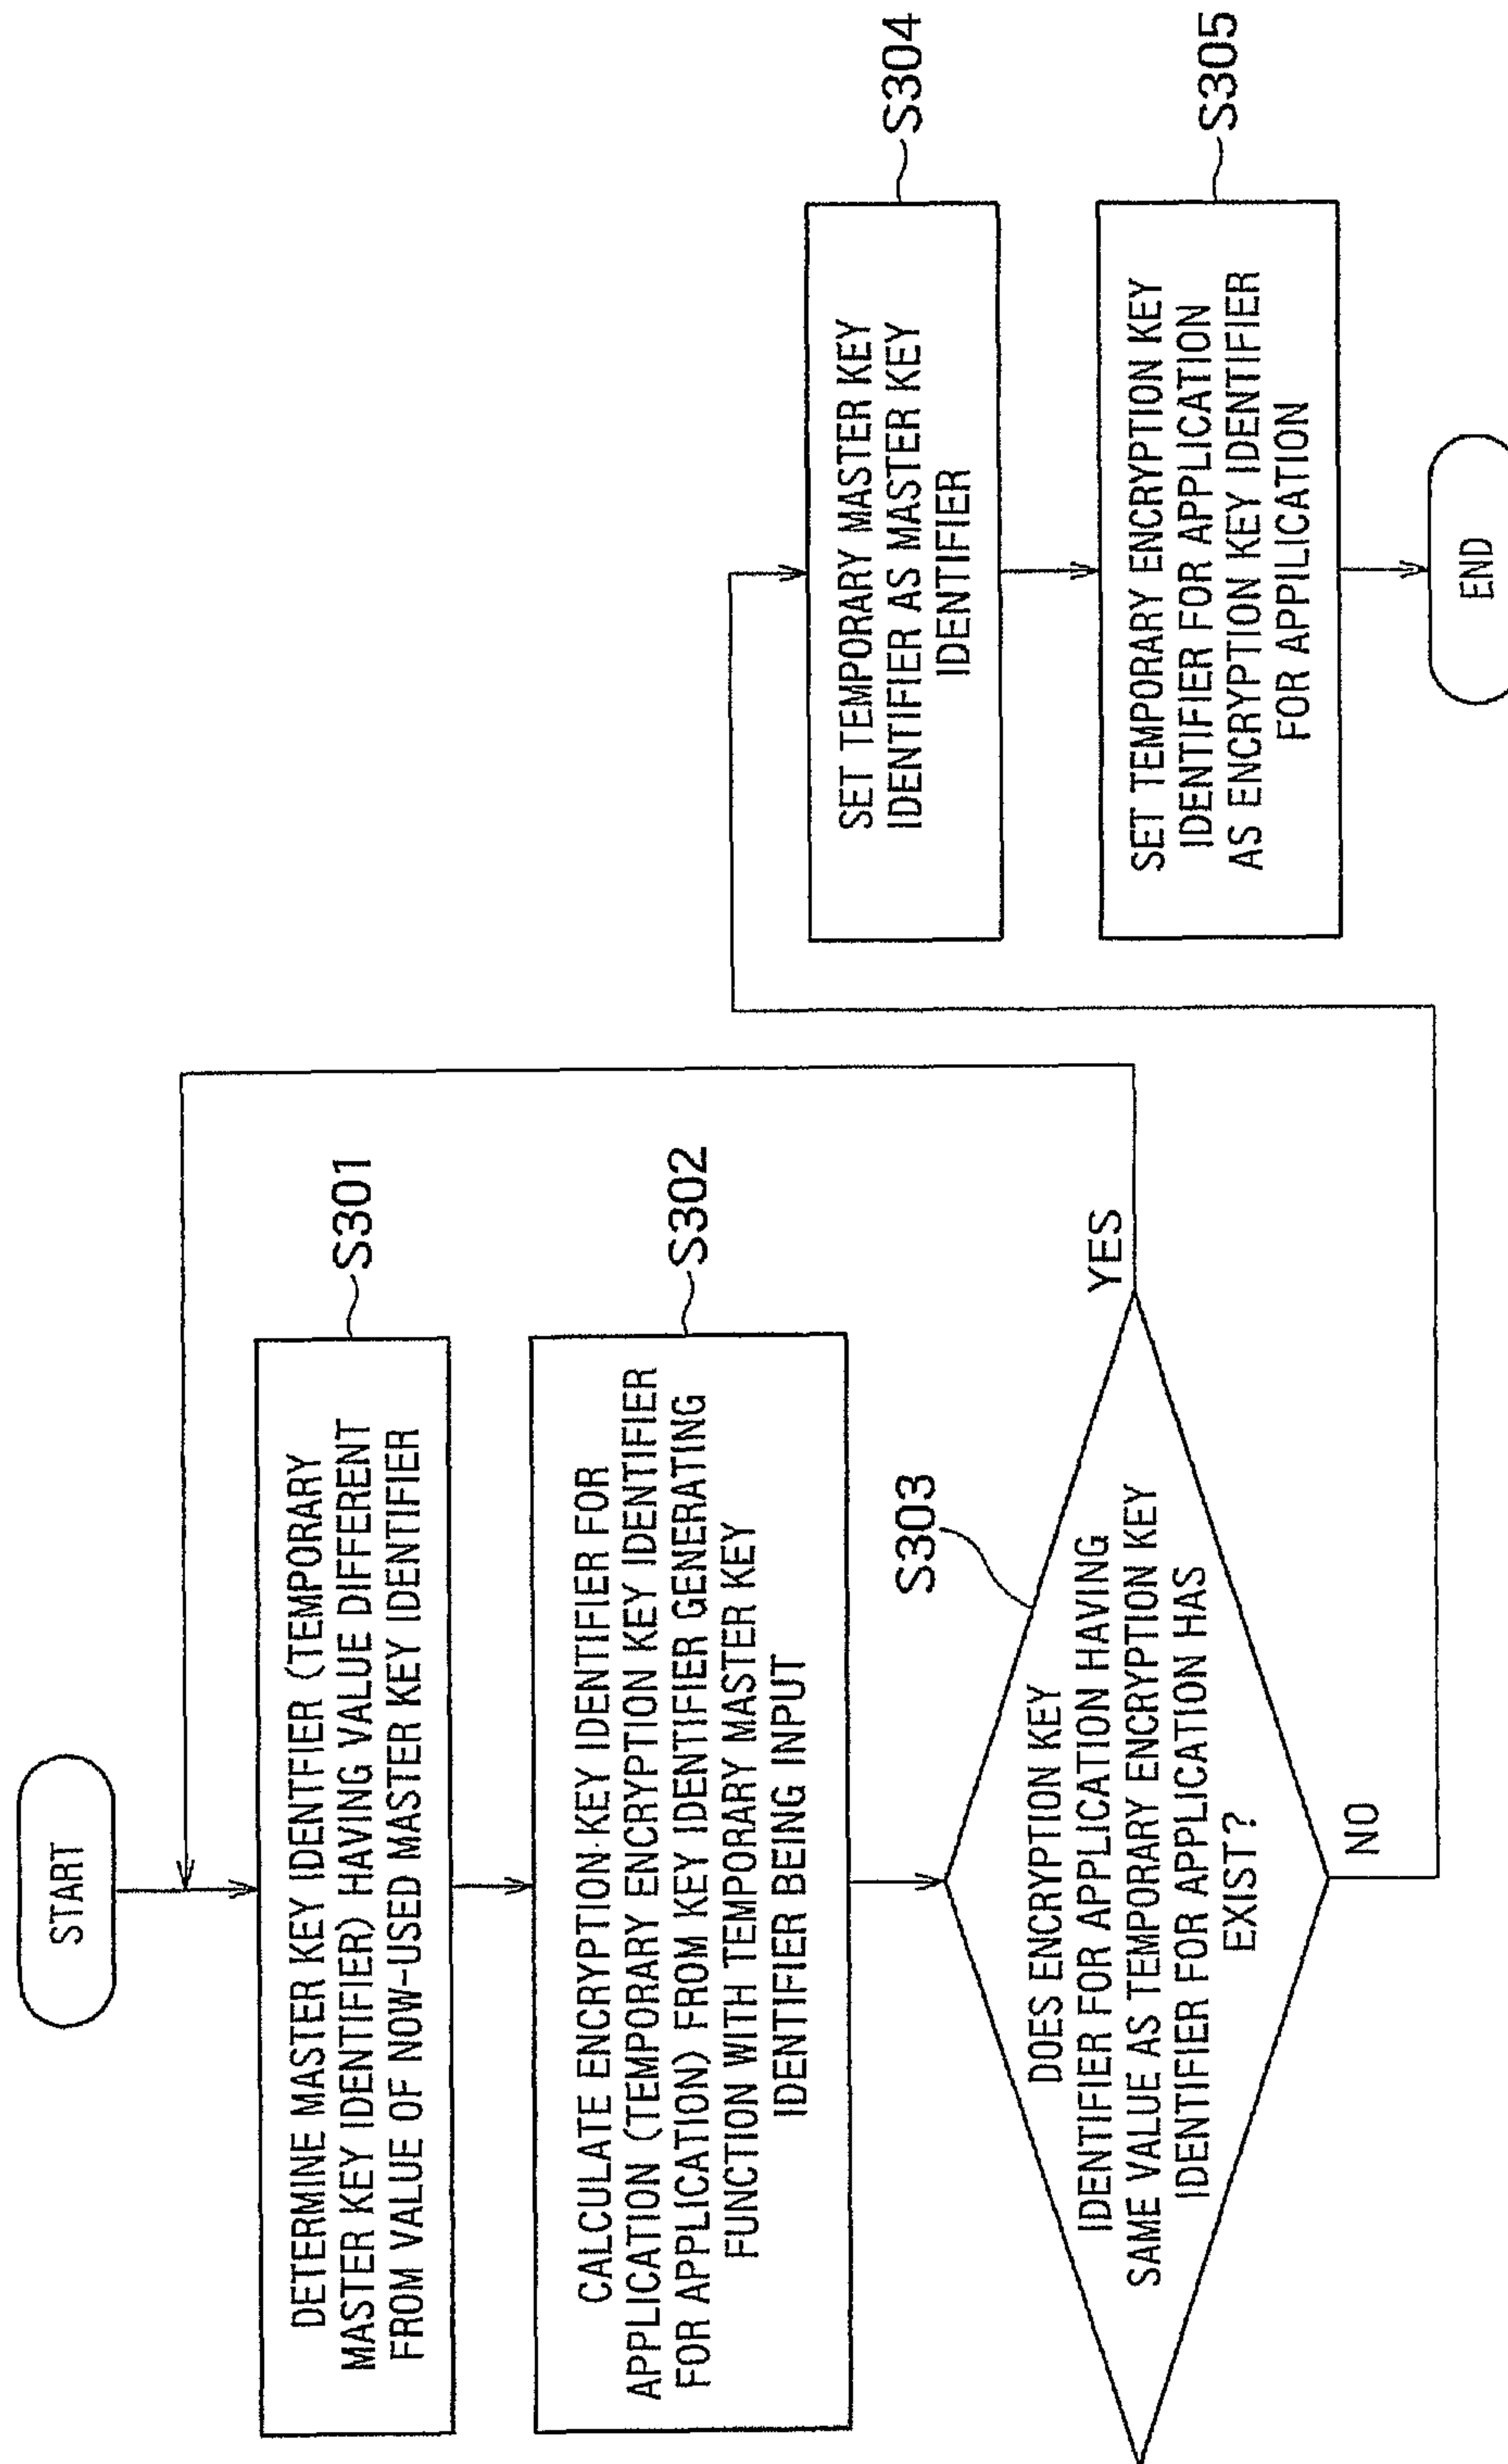 START
DETERMINE MASTER KEY IDENTIFIER (TEMPORARY
MASTER KEY IDENTIFIER) HAVING VALUE DIFFERENT
FROM VALUE OF NOW-USED MASTER KEY IDENTIFIER
S301
CALCULATE ENCRYPTION-KEY IDENTIFIER FOR
APPLICATION (TEMPORARY ENCRYPTION KEY IDENTIFIER
FOR APPLICATION) FROM KEY IDENTIFIER GENERATING
FUNCTION WITH TEMPORARY MASTER KEY
IDENTIFIER BEING INPUT
S302
S303
DOES ENCRYPTION KEY
IDENTIFIER FOR APPLICATION HAVING
SAME VALUE AS TEMPORARY ENCRYPTION KEY
IDENTIFIER FOR APPLICATION HAS
EXIST?
YES
NO
SET TEMPORARY MASTER KEY
IDENTIFIER AS MASTER KEY
IDENTIFIER
S304
SET TEMPORARY ENCRYPTION KEY
IDENTIFIER FOR APPLICATION
AS ENCRYPTION KEY IDENTIFIER
FOR APPILICATION
S305
END